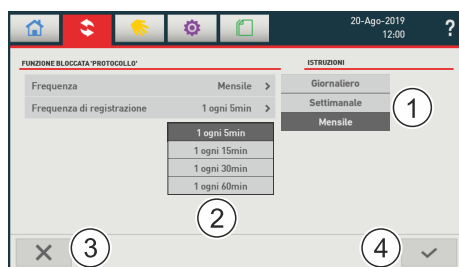 20-Ago-2019
12:00
?
FUNZIONE BLOCCATA 'PROTOCOLLO'
ISTRUZIONI
Frequenza Mensile >
Frequenza di registrazione 1 ogni 5min >
Giornaliero
Settimanale
Mensile
1
1 ogni 5min
1 ogni 15min
1 ogni 30min
1 ogni 60min
2
3
4